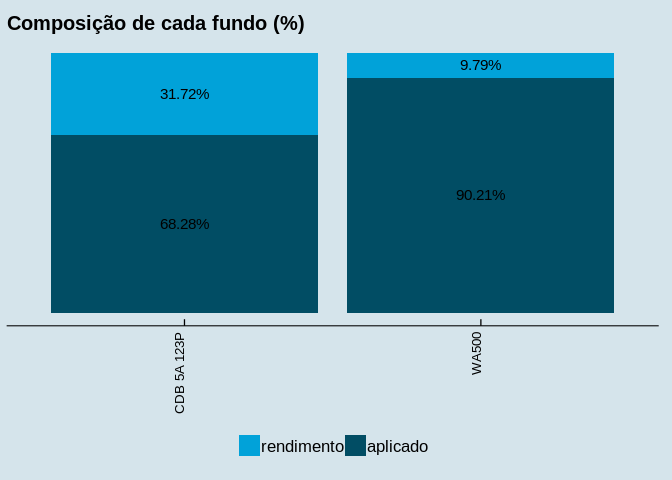 Composição de cada fundo (%)
31.72%
9.79%
68.28%
90.21%
CDB 5A 123P
WA500
rendimento
aplicado